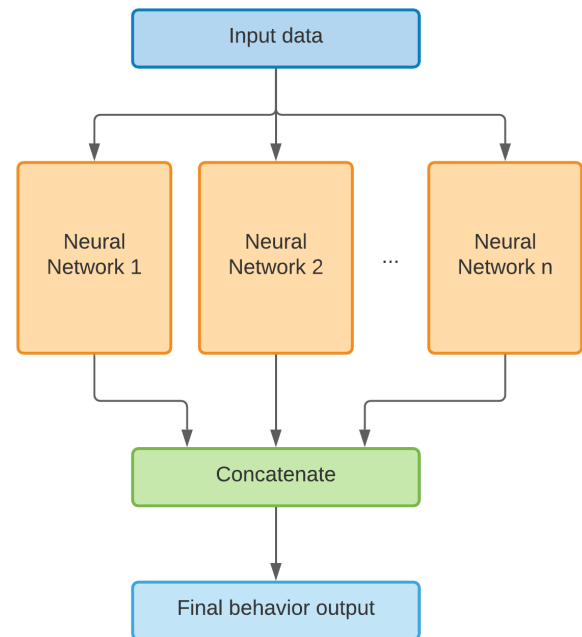 Input data
Neural
Network 1
Neural
Network 2
...
Neural
Network n
Concatenate
Final behavior output